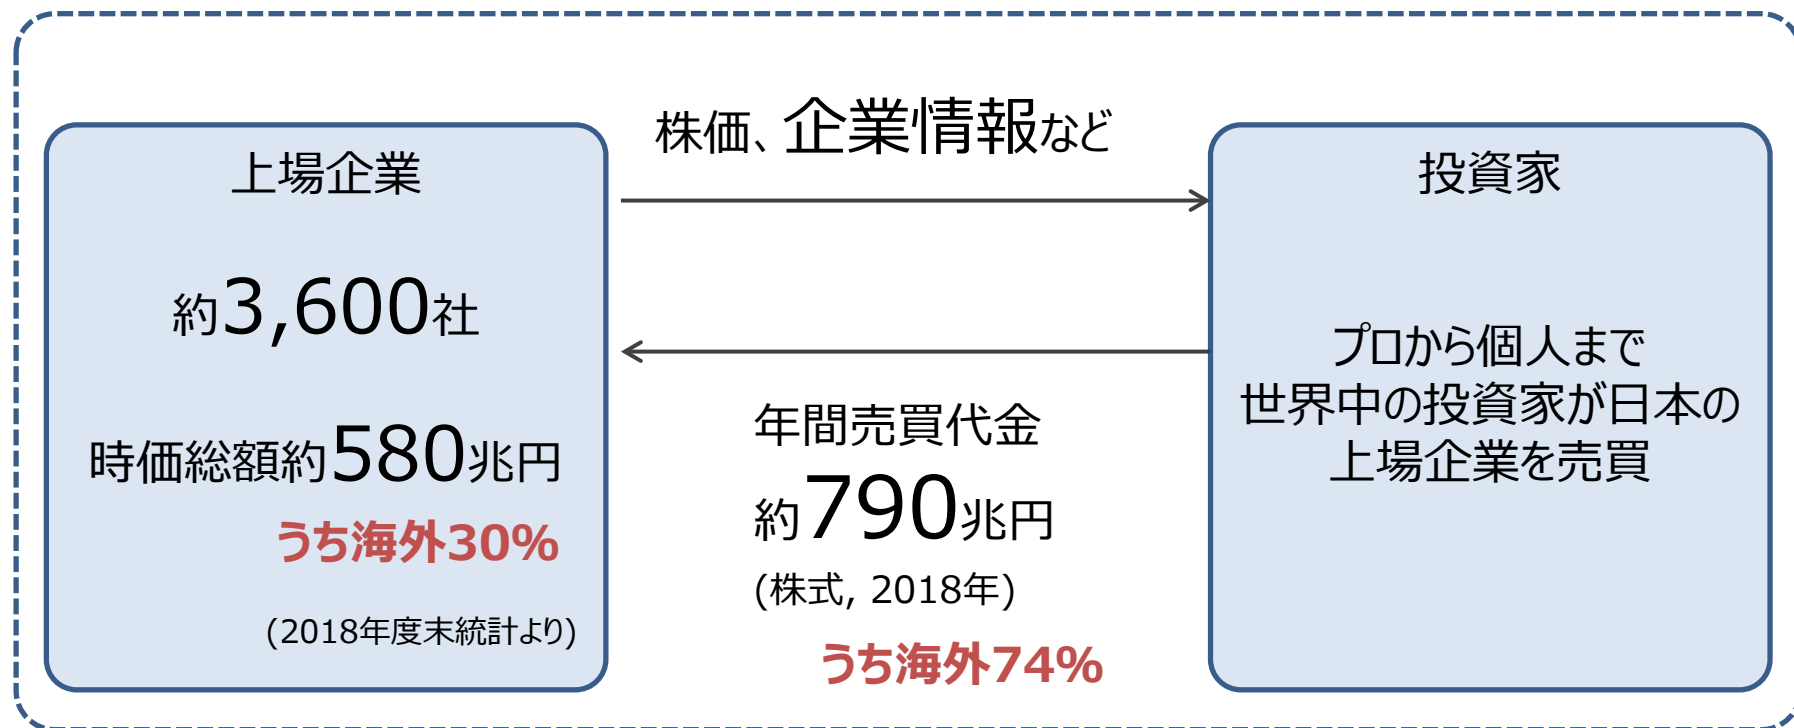 上場企業
約3,600社
時価総額約580兆円
うち海外30%
(2018年度末統計より)
株価、企業情報など
年間売買代金
約790兆円
(株式, 2018年)
うち海外74%
投資家
プロから個人まで
世界中の投資家が日本の
上場企業を売買